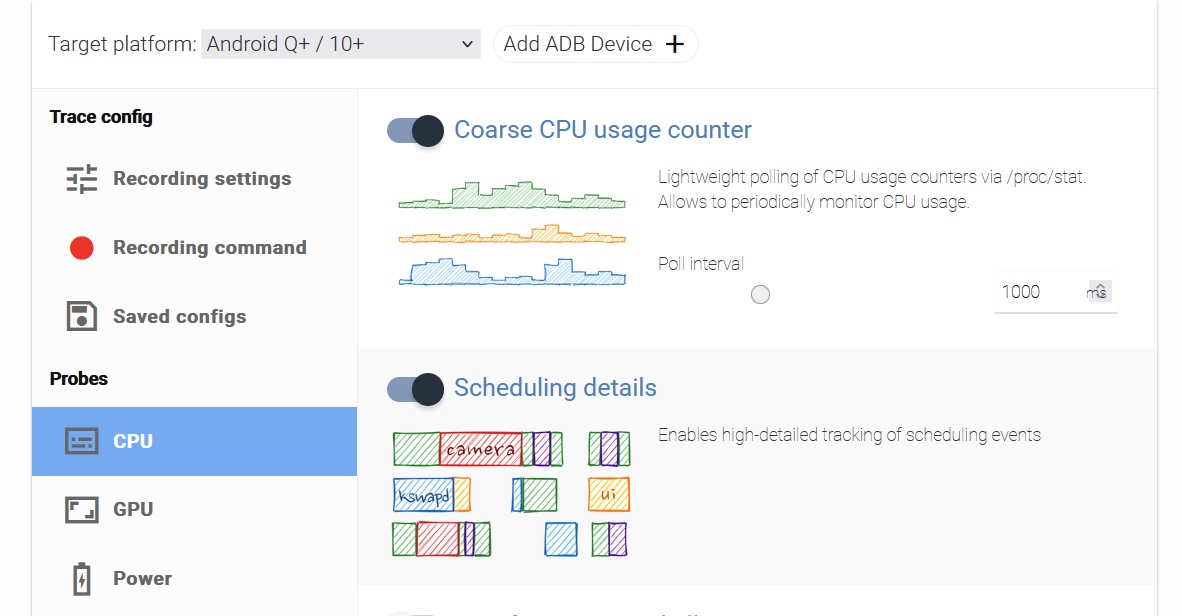 Target platform: Android Q+ / 10+ Add ADB Device
Trace config
Recording settings
Recording command
Saved configs
Probes
CPU
GPU
Power
Coarse CPU usage counter
Lightweight polling of CPU usage counters via /proc/stat.
Allows to periodically monitor CPU usage.
Poll interval
1000 ms
Scheduling details
Enables high-detailed tracking of scheduling events
camera
kswapd
ui